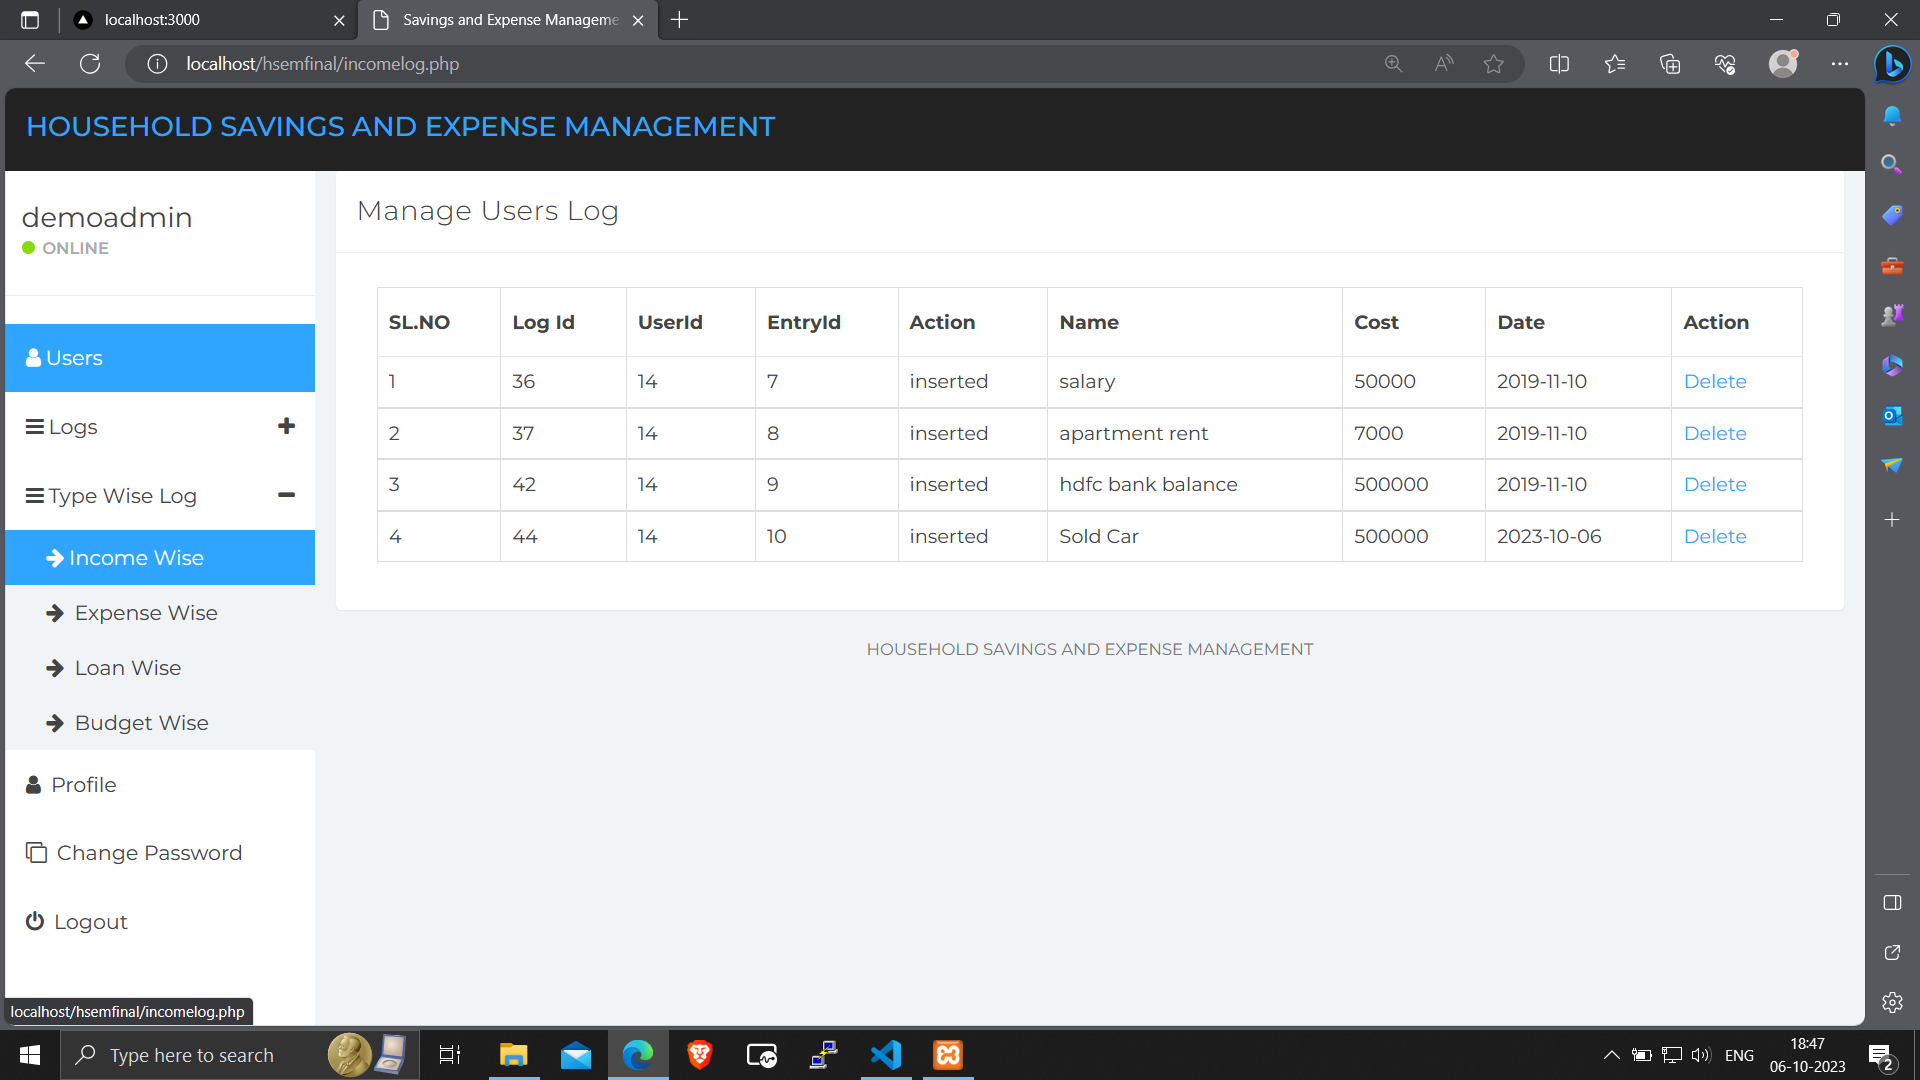 localhost:3000
Savings and Expense Manageme
localhost/hsemfinal/incomelog.php
HOUSEHOLD SAVINGS AND EXPENSE MANAGEMENT
demoadmin
ONLINE
Users
Logs
Type Wise Log
Income Wise
Expense Wise
Loan Wise
Budget Wise
Profile
Change Password
Logout
Manage Users Log
SL.NO Log Id UserId EntryId Action Name Cost Date Action
1 36 14 7 inserted salary 50000 2019-11-10 Delete
2 37 14 8 inserted apartment rent 7000 2019-11-10 Delete
3 42 14 9 inserted hdfc bank balance 500000 2019-11-10 Delete
4 44 14 10 inserted Sold Car 500000 2023-10-06 Delete
HOUSEHOLD SAVINGS AND EXPENSE MANAGEMENT
localhost/hsemfinal/incomelog.php
Type here to search
ENG
18:47
06-10-2023
2